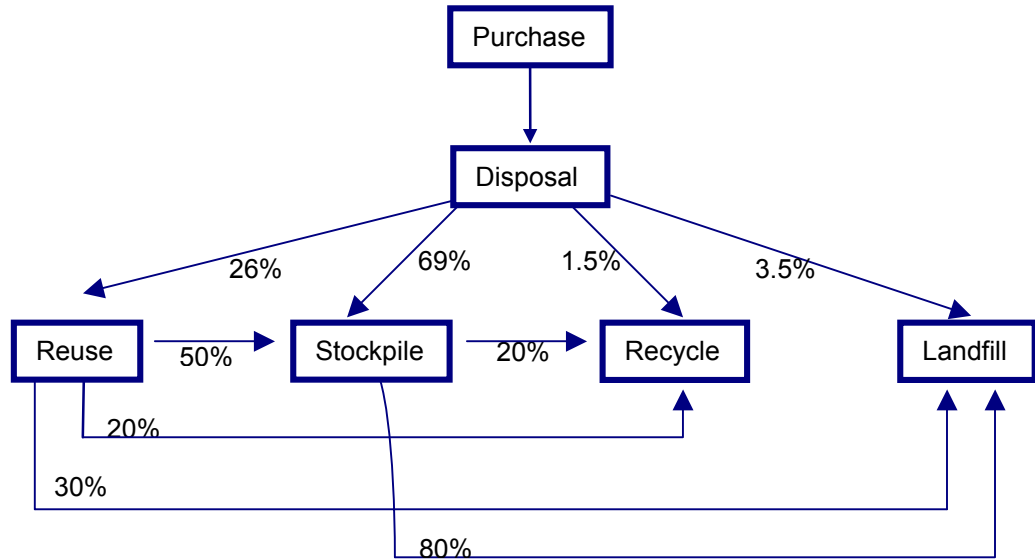 Purchase
Disposal
26%
69%
1.5%
3.5%
Reuse
50%
Stockpile
20%
Recycle
Landfill
20%
30%
80%